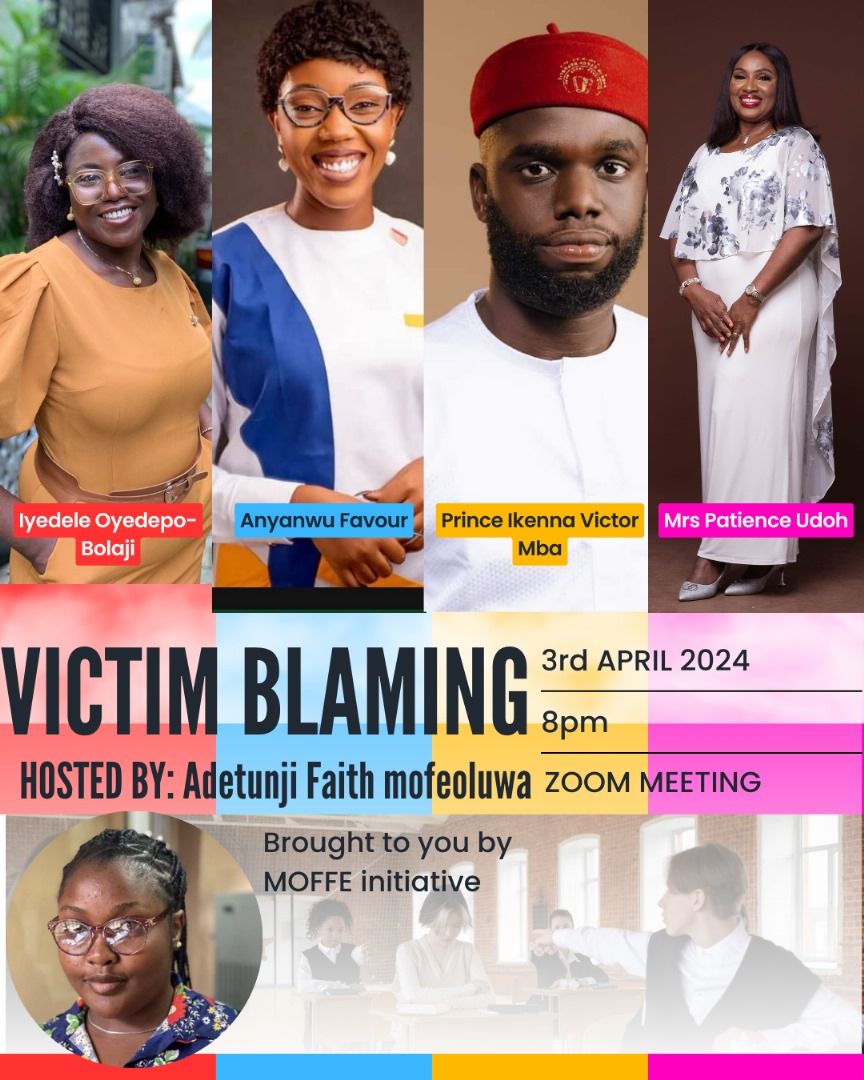 Iyedele Oyedepo-
Bolaji
Anyanwu Favour
Prince Ikenna Victor
Mba
Mrs Patience Udoh
VICTIM BLAMING
3rd APRIL 2024
8pm
HOSTED BY: Adetunji Faith mofeoluwa
ZOOM MEETING
Brought to you by
MOFFE initiative